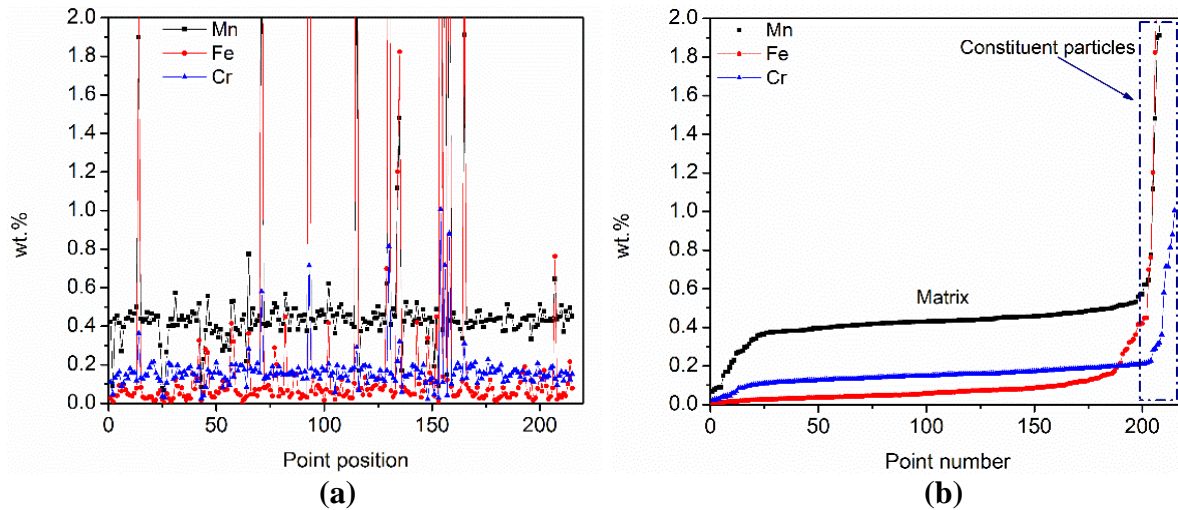 2.0
1.8
1.6
1.4
1.2
1.0
0.8
0.6
0.4
0.2
0.0
wt.%
Mn
Fe
Cr
0 50 100 150 200
Point position
(a)
2.0
1.8
1.6
1.4
1.2
1.0
0.8
0.6
0.4
0.2
0.0
wt.%
Mn
Fe
Cr
Constituent particles
Matrix
0 50 100 150 200
Point number
(b)